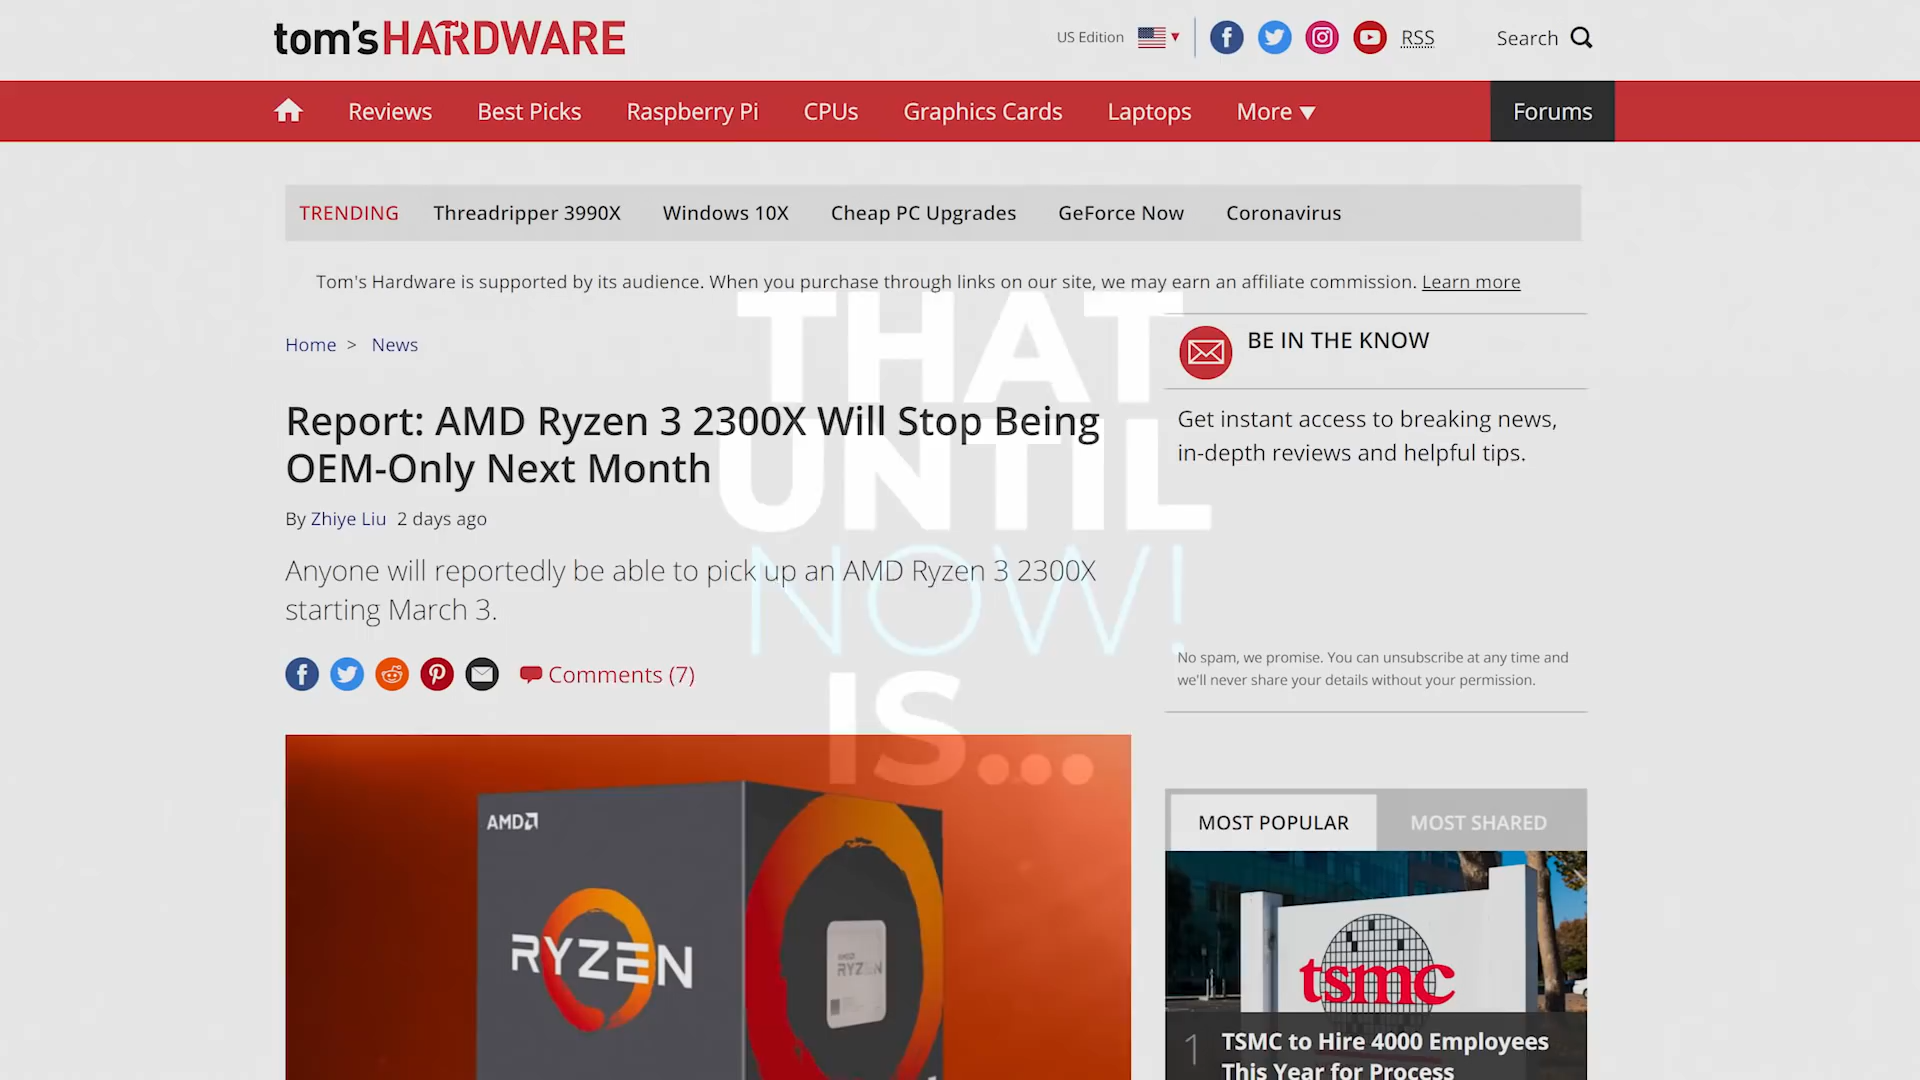 tom'sHARDWARE
US Edition
RSS
Search
Reviews
Best Picks
Raspberry Pi
CPUs
Graphics Cards
Laptops
More
Forums
TRENDING
Threadripper 3990X
Windows 10X
Cheap PC Upgrades
GeForce Now
Coronavirus
Tom's Hardware is supported by its audience. When you purchase through links on our site, we may earn an affiliate commission. Learn more
Home > News
Report: AMD Ryzen 3 2300X Will Stop Being
OEM-Only Next Month
By Zhiye Liu 2 days ago
Anyone will reportedly be able to pick up an AMD Ryzen 3 2300X
starting March 3.
Comments (7)
THAT
UNTIL
NOW!
IS...
BE IN THE KNOW
Get instant access to breaking news,
in-depth reviews and helpful tips.
No spam, we promise. You can unsubscribe at any time and
we'll never share your details without your permission.
AMD
RYZEN
AMD
RYZEN
MOST POPULAR
MOST SHARED
tsmc
1
TSMC to Hire 4000 Employees
This Year for Process